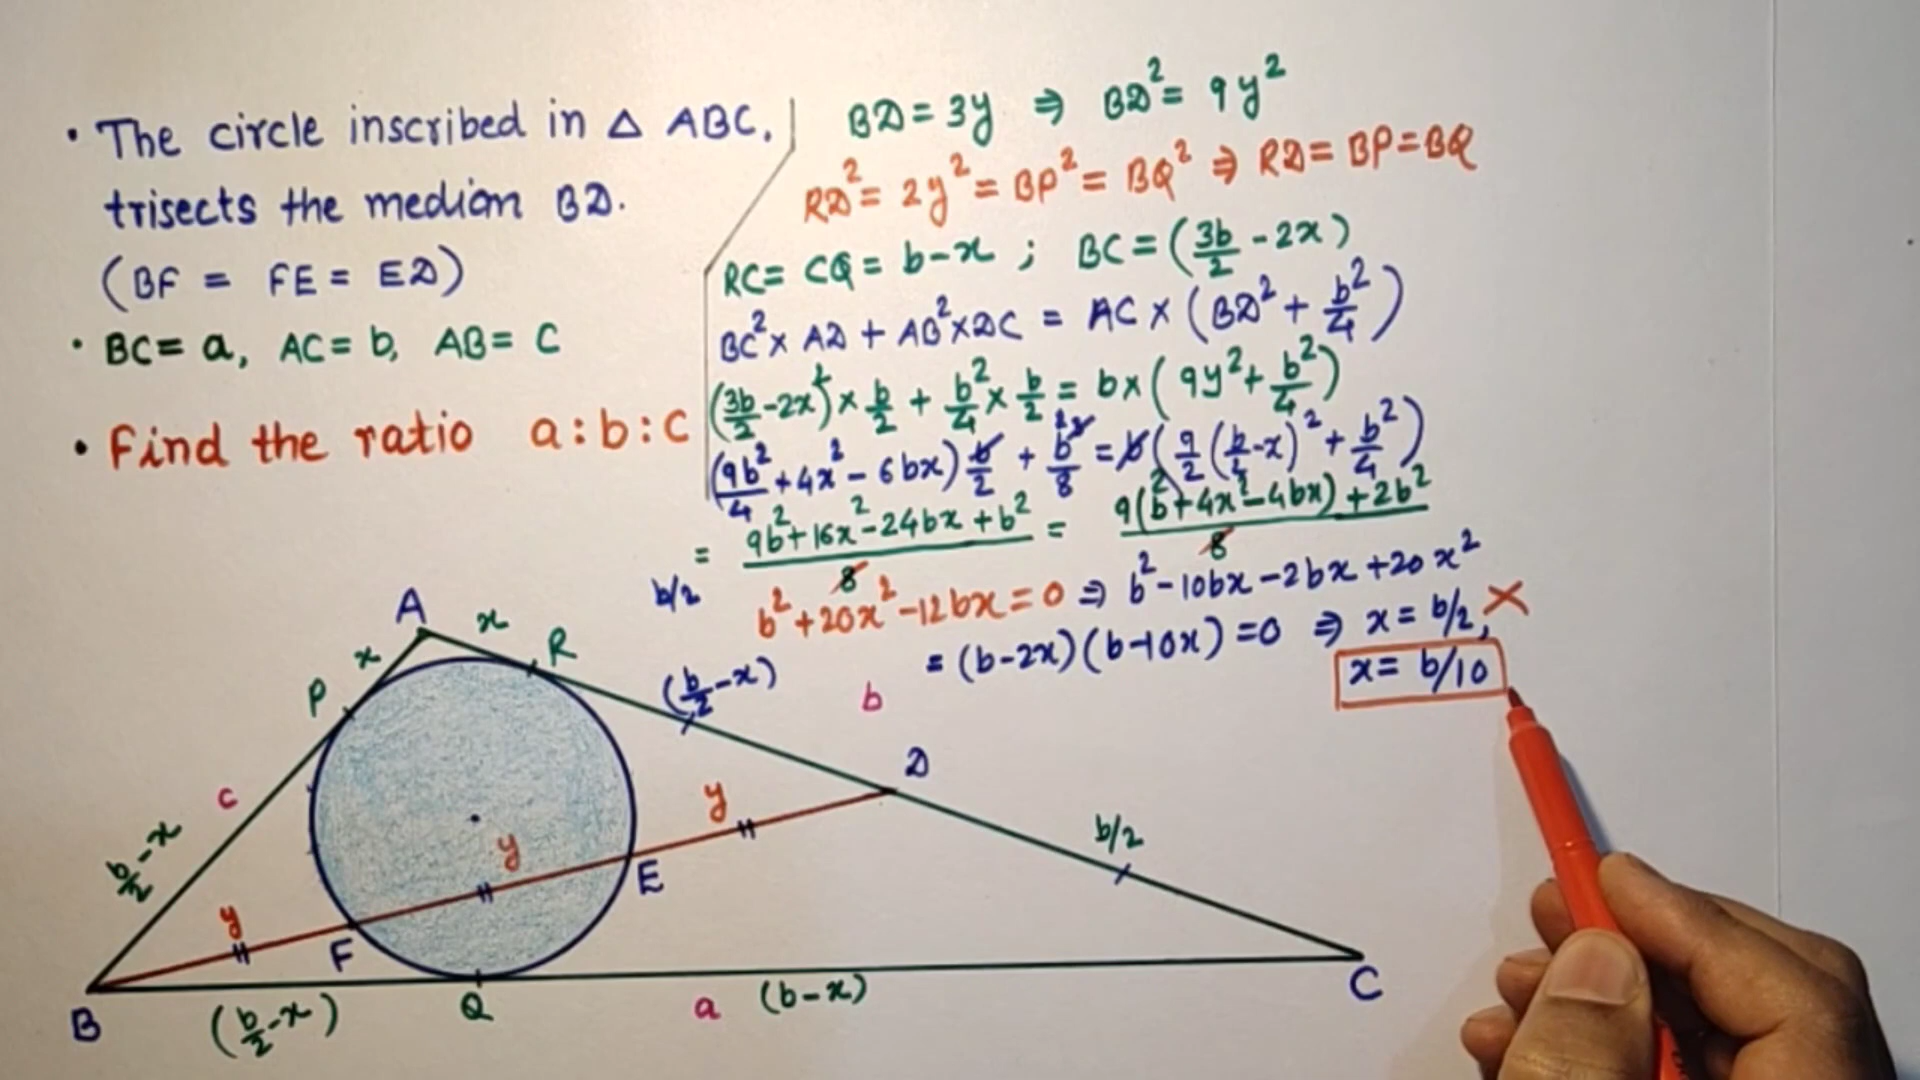 • The circle inscribed in △ ABC,
trisects the median BD.
(BF = FE = ED)
• BC = a, AC = b, AB = c
• Find the ratio a : b : c
BD = 3y ⇒ BD² = 9y²
RD² = 2y² = BP² = BQ² ⇒ RD = BP = BQ
RC = CQ = b-x ; BC = (3b/2 - 2x)
BC² × AD + AB² × DC = AC × (BD² + b²/4)
(3b/2 - 2x)² × b/2 + b²/4 × b/2 = b × (9y² + b²/4)
(9b²/4 + 4x² - 6bx) b/2 + b³/8 = b (9/2 (b/2 - x)² + b²/4)
= 9b² + 16x² - 24bx + b² / 8 = 9(b² + 4x² - 4bx) + 2b² / 8
b² + 20x² - 12bx = 0 ⇒ b² - 10bx - 2bx + 20x²
= (b-2x)(b-10x) = 0 ⇒ x = b/2, ✗
x = b/10
b/2
A
x
x
R
P
(b/2 - x)
b
D
c
y
y
b/2
b/2 - x
E
y
F
B
(b/2 - x)
Q
a
(b-x)
C